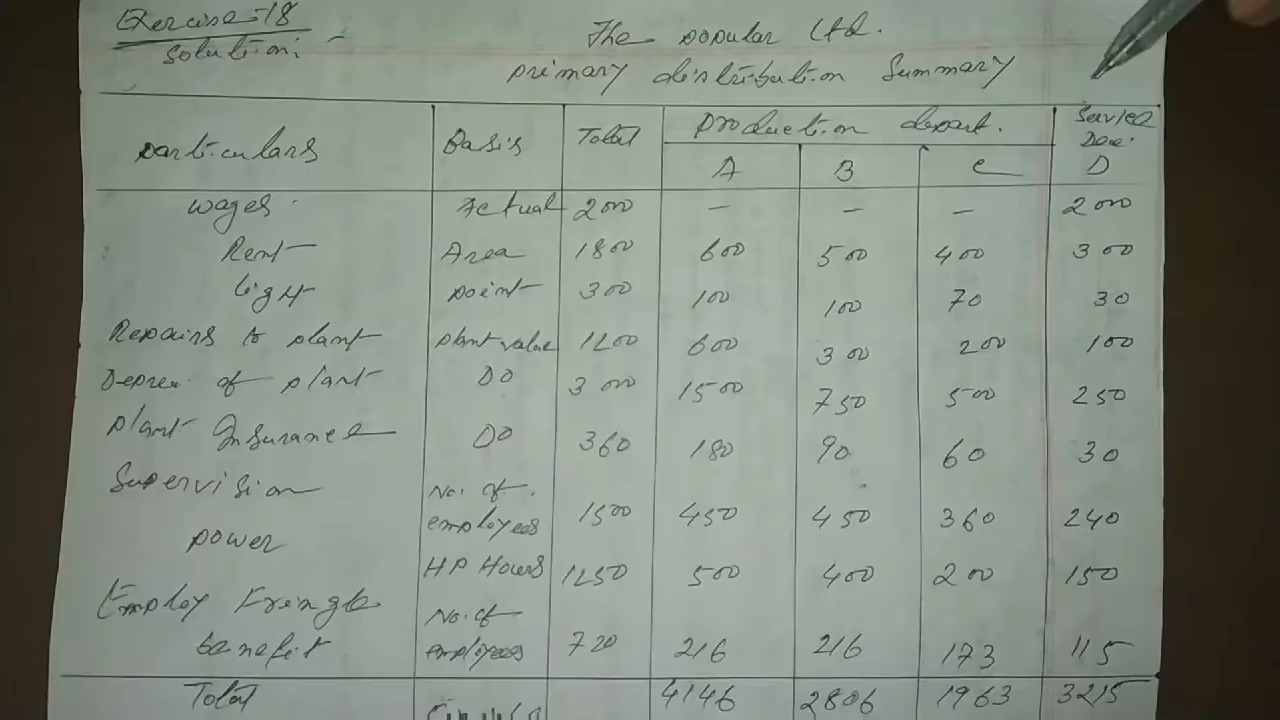 Exercise-18
Solution:-
The popular Ltd.
primary distribution Summary
particulars Basis Total Production depart. Service Dep.
A B C D
wages Actual 2000 — — — 2000
Rent Area 1800 600 500 400 300
light point 300 100 100 70 30
Repairs to plant plant value 1200 600 300 200 100
Deprec. of plant Do 3000 1500 750 500 250
plant Insurance Do 360 180 90 60 30
Supervision No. of employees 1500 450 450 360 240
power HP Hours 1250 500 400 200 150
Employ Fringe benefit No. of employees 720 216 216 173 115
Total 4146 2806 1963 3215